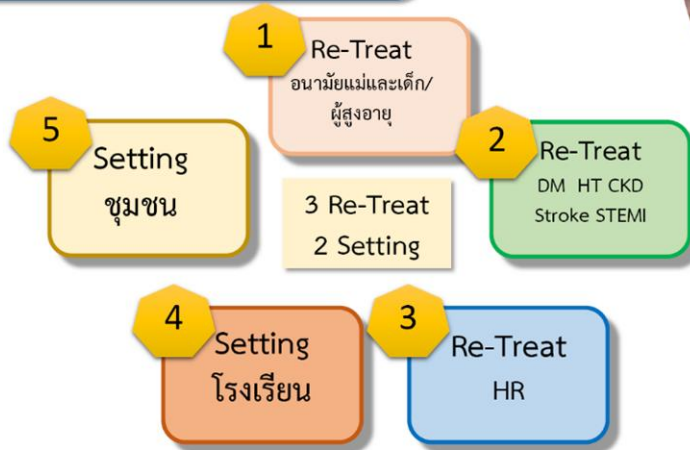 1
Re-Treat
อนามัยแม่และเด็ก/
ผู้สูงอายุ
2
Re-Treat
DM HT CKD
Stroke STEMI
3
Re-Treat
HR
4
Setting
โรงเรียน
5
Setting
ชุมชน
3 Re-Treat
2 Setting